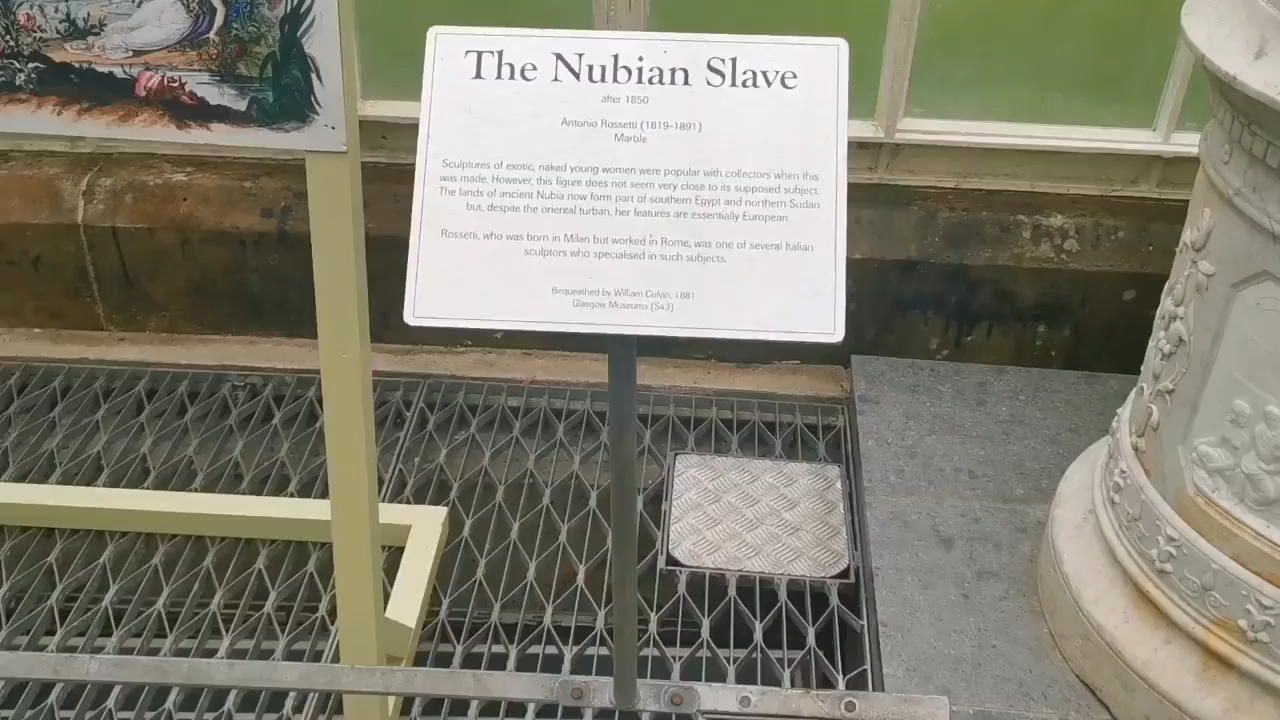 The Nubian Slave
after 1850
Antonio Rossetti (1819-1891)
Marble
Sculptures of exotic, naked young women were popular with collectors when this
was made. However, this figure does not seem very close to its supposed subject.
The lands of ancient Nubia now form part of southern Egypt and northern Sudan
but, despite the oriental turban, her features are essentially European.
Rossetti, who was born in Milan but worked in Rome, was one of several Italian
sculptors who specialised in such subjects.
Bequeathed by William Colvin, 1881
Glasgow Museums (S43)